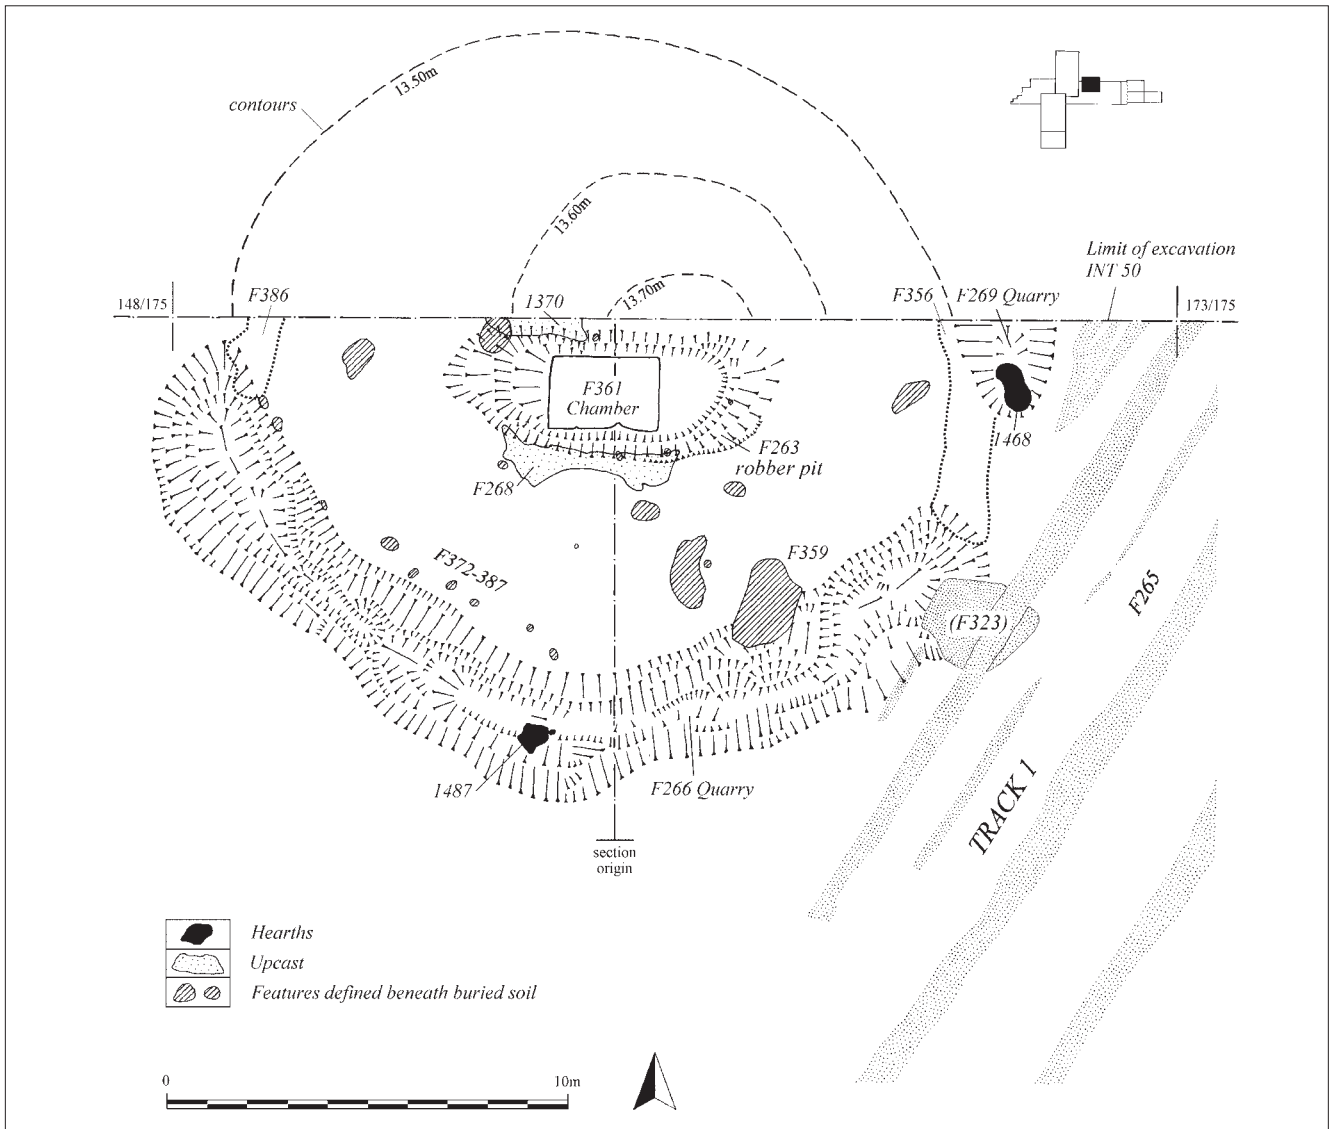 13.50m
contours
13.60m
Limit of excavation
INT 50
148/175
F386
1370
13.70m
F356
F269 Quarry
173/175
F361
Chamber
1468
F263
robber pit
F268
F359
F372-387
F265
(F323)
1487
F266 Quarry
TRACK 1
section
origin
Hearths
Upcast
Features defined beneath buried soil
0
10m